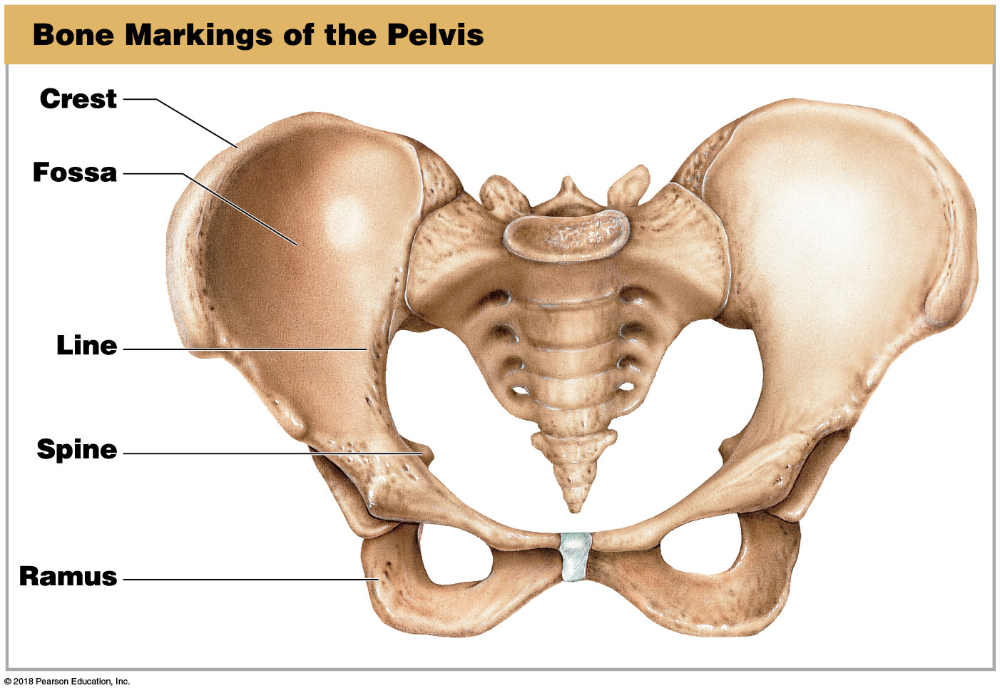 Bone Markings of the Pelvis
Crest
Fossa
Line
Spine
Ramus
© 2018 Pearson Education, Inc.